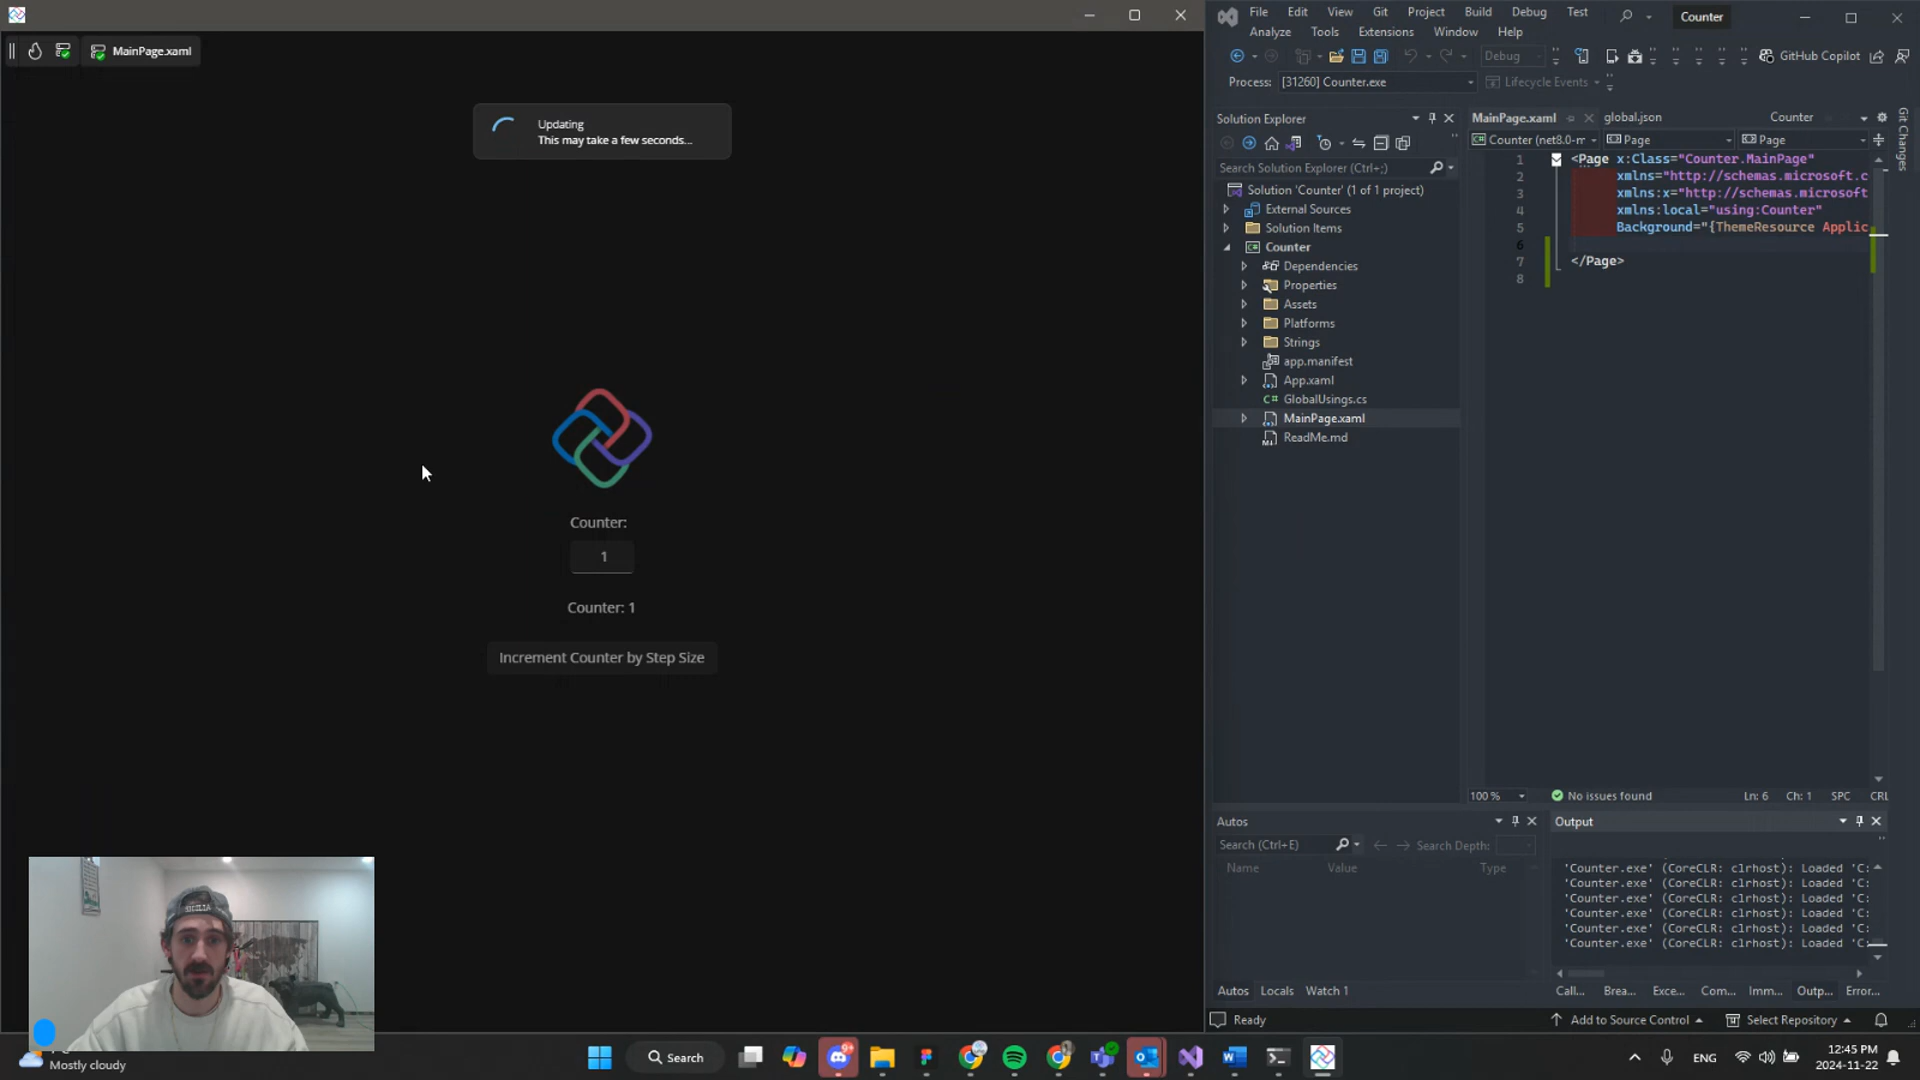 MainPage.xaml
Updating
This may take a few seconds...
Counter:
1
Counter: 1
Increment Counter by Step Size
File Edit View Git Project Build Debug Test
Counter
Analyze Tools Extensions Window Help
Debug
GitHub Copilot
Process: [31260] Counter.exe
Lifecycle Events
Solution Explorer
Search Solution Explorer (Ctrl+;)
Solution 'Counter' (1 of 1 project)
External Sources
Solution Items
Counter
Dependencies
Properties
Assets
Platforms
Strings
app.manifest
App.xaml
C# GlobalUsings.cs
MainPage.xaml
ReadMe.md
MainPage.xaml global.json Counter
Counter (net8.0-m Page Page
1 <Page x:Class="Counter.MainPage"
2 xmlns="http://schemas.microsoft.c
3 xmlns:x="http://schemas.microsoft
4 xmlns:local="using:Counter"
5 Background="{ThemeResource Applic
6
7 </Page>
8
Git Changes
100 % No issues found Ln: 6 Ch: 1 SPC CRL
Autos
Search (Ctrl+E) Search Depth:
Name Value Type
Autos Locals Watch 1
Output
'Counter.exe' (CoreCLR: clrhost): Loaded 'C:
'Counter.exe' (CoreCLR: clrhost): Loaded 'C:
'Counter.exe' (CoreCLR: clrhost): Loaded 'C:
'Counter.exe' (CoreCLR: clrhost): Loaded 'C:
'Counter.exe' (CoreCLR: clrhost): Loaded 'C:
'Counter.exe' (CoreCLR: clrhost): Loaded 'C:
Call... Brea... Exce... Com... Imm... Outp... Error...
Ready
Add to Source Control Select Repository
Mostly cloudy
Search
ENG
12:45 PM
2024-11-22